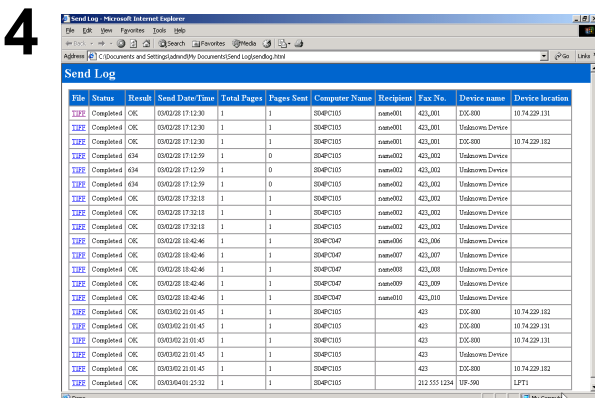 4
Send Log - Microsoft Internet Explorer
File Edit View Favorites Tools Help
Back Search Favorites Media
Address C:\Documents and Settings\admnd\My Documents\Send Log\sendlog.html Go Links
Send Log
File Status Result Send Date/Time Total Pages Pages Sent Computer Name Recipient Fax No. Device name Device location
TIFF Completed OK 03/02/28 17:12:30 1 1 S04PC105 name001 423_001 DX-800 10.74.229.131
TIFF Completed OK 03/02/28 17:12:30 1 1 S04PC105 name001 423_001 Unknown Device
TIFF Completed OK 03/02/28 17:12:30 1 1 S04PC105 name001 423_001 DX-800 10.74.229.182
TIFF Completed 634 03/02/28 17:12:59 1 0 S04PC105 name002 423_002 Unknown Device
TIFF Completed 634 03/02/28 17:12:59 1 0 S04PC105 name002 423_002 Unknown Device
TIFF Completed 634 03/02/28 17:12:59 1 0 S04PC105 name002 423_002 Unknown Device
TIFF Completed OK 03/02/28 17:32:18 1 1 S04PC105 name002 423_002 Unknown Device
TIFF Completed OK 03/02/28 17:32:18 1 1 S04PC105 name002 423_002 Unknown Device
TIFF Completed OK 03/02/28 17:32:18 1 1 S04PC105 name002 423_002 Unknown Device
TIFF Completed OK 03/02/28 18:42:46 1 1 S04PC047 name006 423_006 Unknown Device
TIFF Completed OK 03/02/28 18:42:46 1 1 S04PC047 name007 423_007 Unknown Device
TIFF Completed OK 03/02/28 18:42:46 1 1 S04PC047 name008 423_008 Unknown Device
TIFF Completed OK 03/02/28 18:42:46 1 1 S04PC047 name009 423_009 Unknown Device
TIFF Completed OK 03/02/28 18:42:46 1 1 S04PC047 name010 423_010 Unknown Device
TIFF Completed OK 03/03/02 21:01:45 1 1 S04PC105 423 DX-800 10.74.229.182
TIFF Completed OK 03/03/02 21:01:45 1 1 S04PC105 423 DX-800 10.74.229.131
TIFF Completed OK 03/03/02 21:01:45 1 1 S04PC105 423 DX-800 10.74.229.131
TIFF Completed OK 03/03/02 21:01:45 1 1 S04PC105 423 Unknown Device
TIFF Completed OK 03/03/02 21:01:45 1 1 S04PC105 423 DX-800 10.74.229.182
TIFF Completed OK 03/03/04 01:25:32 1 1 S04PC105 212 555 1234 UF-590 LPT1